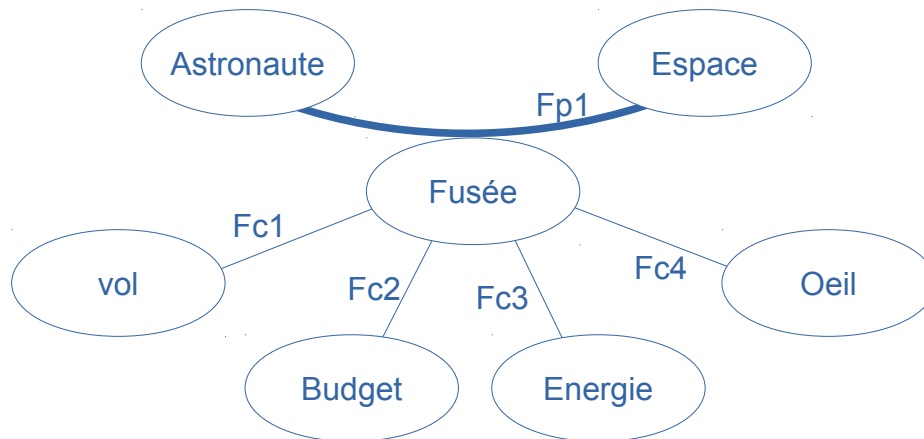 Astronaute
Espace
Fp1
Fusée
Fc1
vol
Fc2
Fc3
Fc4
Oeil
Budget
Energie